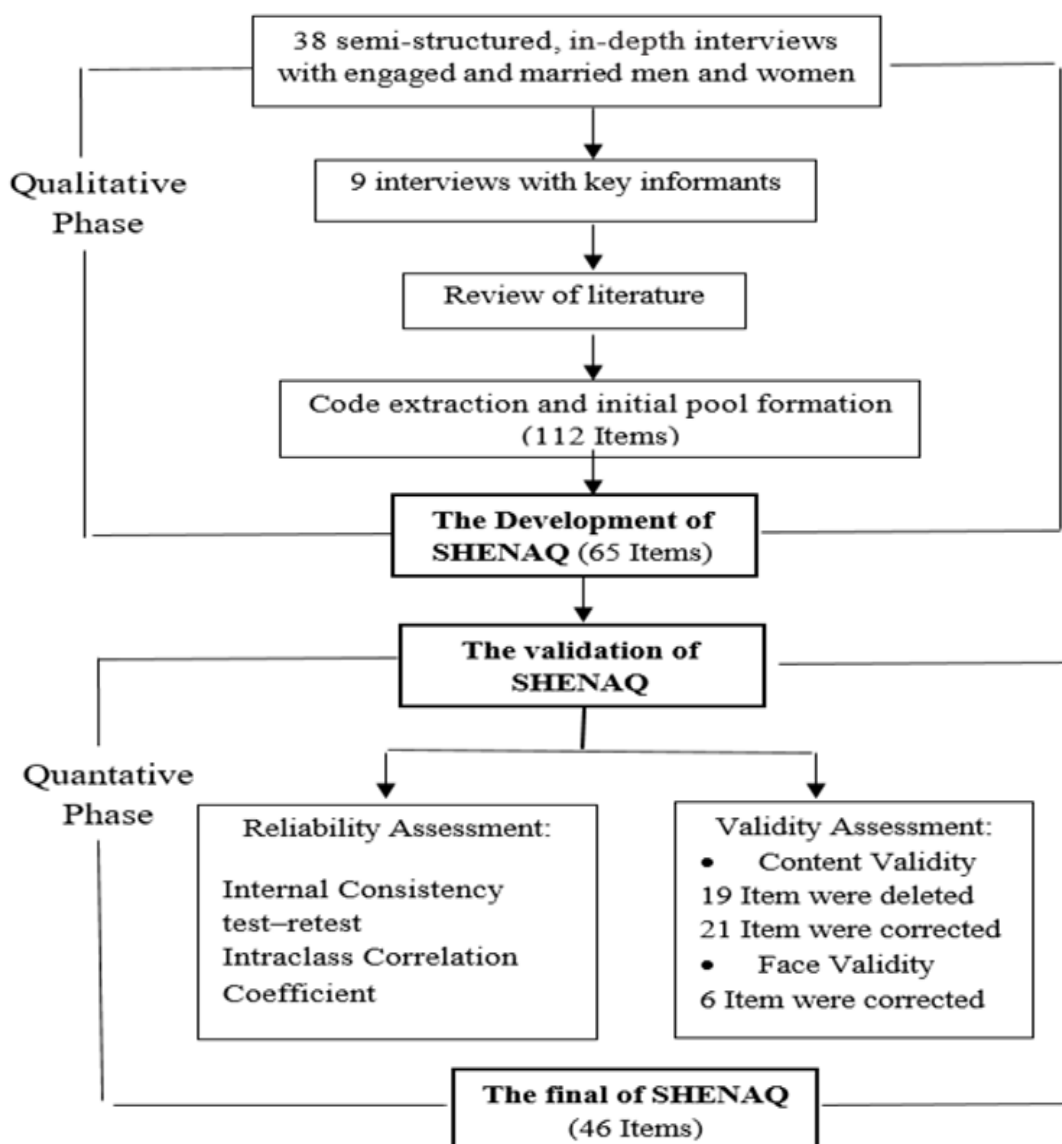 38 semi-structured, in-depth interviews
with engaged and married men and women
Qualitative
Phase
9 interviews with key informants
Review of literature
Code extraction and initial pool formation
(112 Items)
The Development of
SHENAQ (65 Items)
The validation of
SHENAQ
Quantative
Phase
Reliability Assessment:
Internal Consistency
test–retest
Intraclass Correlation
Coefficient
Validity Assessment:
• Content Validity
19 Item were deleted
21 Item were corrected
• Face Validity
6 Item were corrected
The final of SHENAQ
(46 Items)